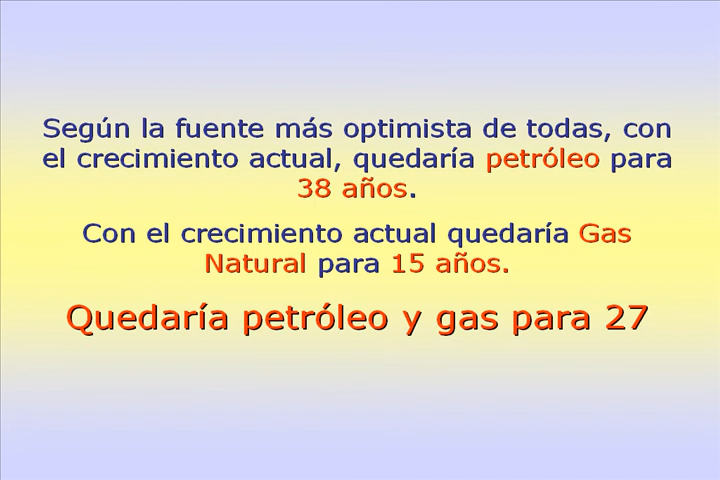 Según la fuente más optimista de todas, con
el crecimiento actual, quedaría petróleo para
38 años.
Con el crecimiento actual quedaría Gas
Natural para 15 años.
Quedaría petróleo y gas para 27